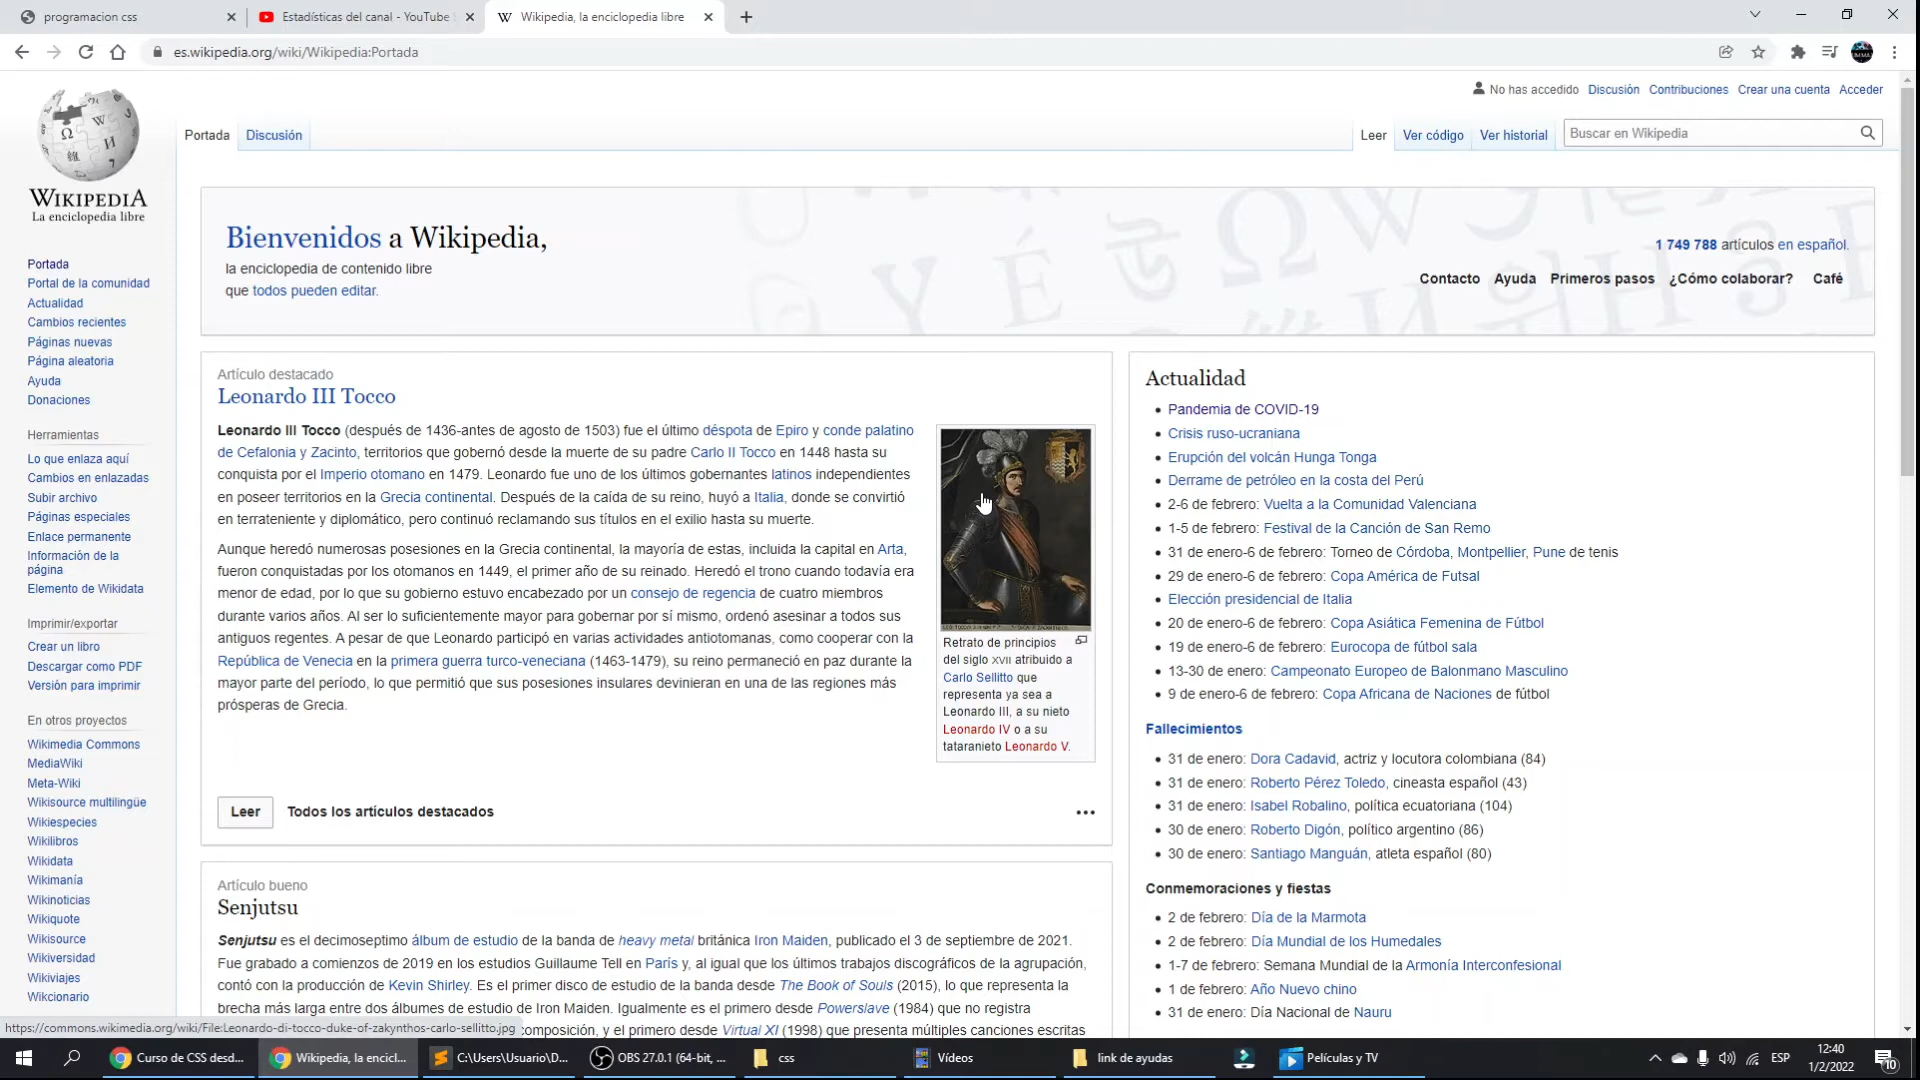 programacion css
Estadísticas del canal - YouTube
Wikipedia, la enciclopedia libre
es.wikipedia.org/wiki/Wikipedia:Portada
No has accedido Discusión Contribuciones Crear una cuenta Acceder
Portada Discusión
Leer Ver código Ver historial Buscar en Wikipedia
WIKIPEDIA
La enciclopedia libre
Portada
Portal de la comunidad
Actualidad
Cambios recientes
Páginas nuevas
Página aleatoria
Ayuda
Donaciones
Herramientas
Lo que enlaza aquí
Cambios en enlazadas
Subir archivo
Páginas especiales
Enlace permanente
Información de la
página
Elemento de Wikidata
Imprimir/exportar
Crear un libro
Descargar como PDF
Versión para imprimir
En otros proyectos
Wikimedia Commons
MediaWiki
Meta-Wiki
Wikisource multilingüe
Wikiespecies
Wikilibros
Wikidata
Wikimanía
Wikinoticias
Wikiquote
Wikisource
Wikiversidad
Wikiviajes
Wikcionario
Bienvenidos a Wikipedia,
la enciclopedia de contenido libre
que todos pueden editar.
1 749 788 artículos en español.
Contacto Ayuda Primeros pasos ¿Cómo colaborar? Café
Artículo destacado
Leonardo III Tocco
Leonardo III Tocco (después de 1436-antes de agosto de 1503) fue el último déspota de Epiro y conde palatino
de Cefalonia y Zacinto, territorios que gobernó desde la muerte de su padre Carlo II Tocco en 1448 hasta su
conquista por el Imperio otomano en 1479. Leonardo fue uno de los últimos gobernantes latinos independientes
en poseer territorios en la Grecia continental. Después de la caída de su reino, huyó a Italia, donde se convirtió
en terrateniente y diplomático, pero continuó reclamando sus títulos en el exilio hasta su muerte.
Aunque heredó numerosas posesiones en la Grecia continental, la mayoría de estas, incluida la capital en Arta,
fueron conquistadas por los otomanos en 1449, el primer año de su reinado. Heredó el trono cuando todavía era
menor de edad, por lo que su gobierno estuvo encabezado por un consejo de regencia de cuatro miembros
durante varios años. Al ser lo suficientemente mayor para gobernar por sí mismo, ordenó asesinar a todos sus
antiguos regentes. A pesar de que Leonardo participó en varias actividades antiotomanas, como cooperar con la
República de Venecia en la primera guerra turco-veneciana (1463-1479), su reino permaneció en paz durante la
mayor parte del período, lo que permitió que sus posesiones insulares devinieran en una de las regiones más
prósperas de Grecia.
Retrato de principios
del siglo XVII atribuido a
Carlo Sellitto que
representa ya sea a
Leonardo III, a su nieto
Leonardo IV o a su
tataranieto Leonardo V.
Leer Todos los artículos destacados
Artículo bueno
Senjutsu
Senjutsu es el decimoseptimo álbum de estudio de la banda de heavy metal británica Iron Maiden, publicado el 3 de septiembre de 2021.
Fue grabado a comienzos de 2019 en los estudios Guillaume Tell en París y, al igual que los últimos trabajos discográficos de la agrupación,
contó con la producción de Kevin Shirley. Es el primer disco de estudio de la banda desde The Book of Souls (2015), lo que representa la
brecha más larga entre dos álbumes de estudio de Iron Maiden. Igualmente es el primero desde Powerslave (1984) que no registra
composición, y el primero desde Virtual XI (1998) que presenta múltiples canciones escritas
Actualidad
Pandemia de COVID-19
Crisis ruso-ucraniana
Erupción del volcán Hunga Tonga
Derrame de petróleo en la costa del Perú
2-6 de febrero: Vuelta a la Comunidad Valenciana
1-5 de febrero: Festival de la Canción de San Remo
31 de enero-6 de febrero: Torneo de Córdoba, Montpellier, Pune de tenis
29 de enero-6 de febrero: Copa América de Futsal
Elección presidencial de Italia
20 de enero-6 de febrero: Copa Asiática Femenina de Fútbol
19 de enero-6 de febrero: Eurocopa de fútbol sala
13-30 de enero: Campeonato Europeo de Balonmano Masculino
9 de enero-6 de febrero: Copa Africana de Naciones de fútbol
Fallecimientos
31 de enero: Dora Cadavid, actriz y locutora colombiana (84)
31 de enero: Roberto Pérez Toledo, cineasta español (43)
31 de enero: Isabel Robalino, política ecuatoriana (104)
30 de enero: Roberto Digón, político argentino (86)
30 de enero: Santiago Manguán, atleta español (80)
Conmemoraciones y fiestas
2 de febrero: Día de la Marmota
2 de febrero: Día Mundial de los Humedales
1-7 de febrero: Semana Mundial de la Armonía Interconfesional
1 de febrero: Año Nuevo chino
31 de enero: Día Nacional de Nauru
https://commons.wikimedia.org/wiki/File:Leonardo-di-tocco-duke-of-zakynthos-carlo-sellitto.jpg
Curso de CSS desd... Wikipedia, la encicl... C:\Users\Usuario\D... OBS 27.0.1 (64-bit, ... css Vídeos link de ayudas Películas y TV
ESP 12:40
1/2/2022 10